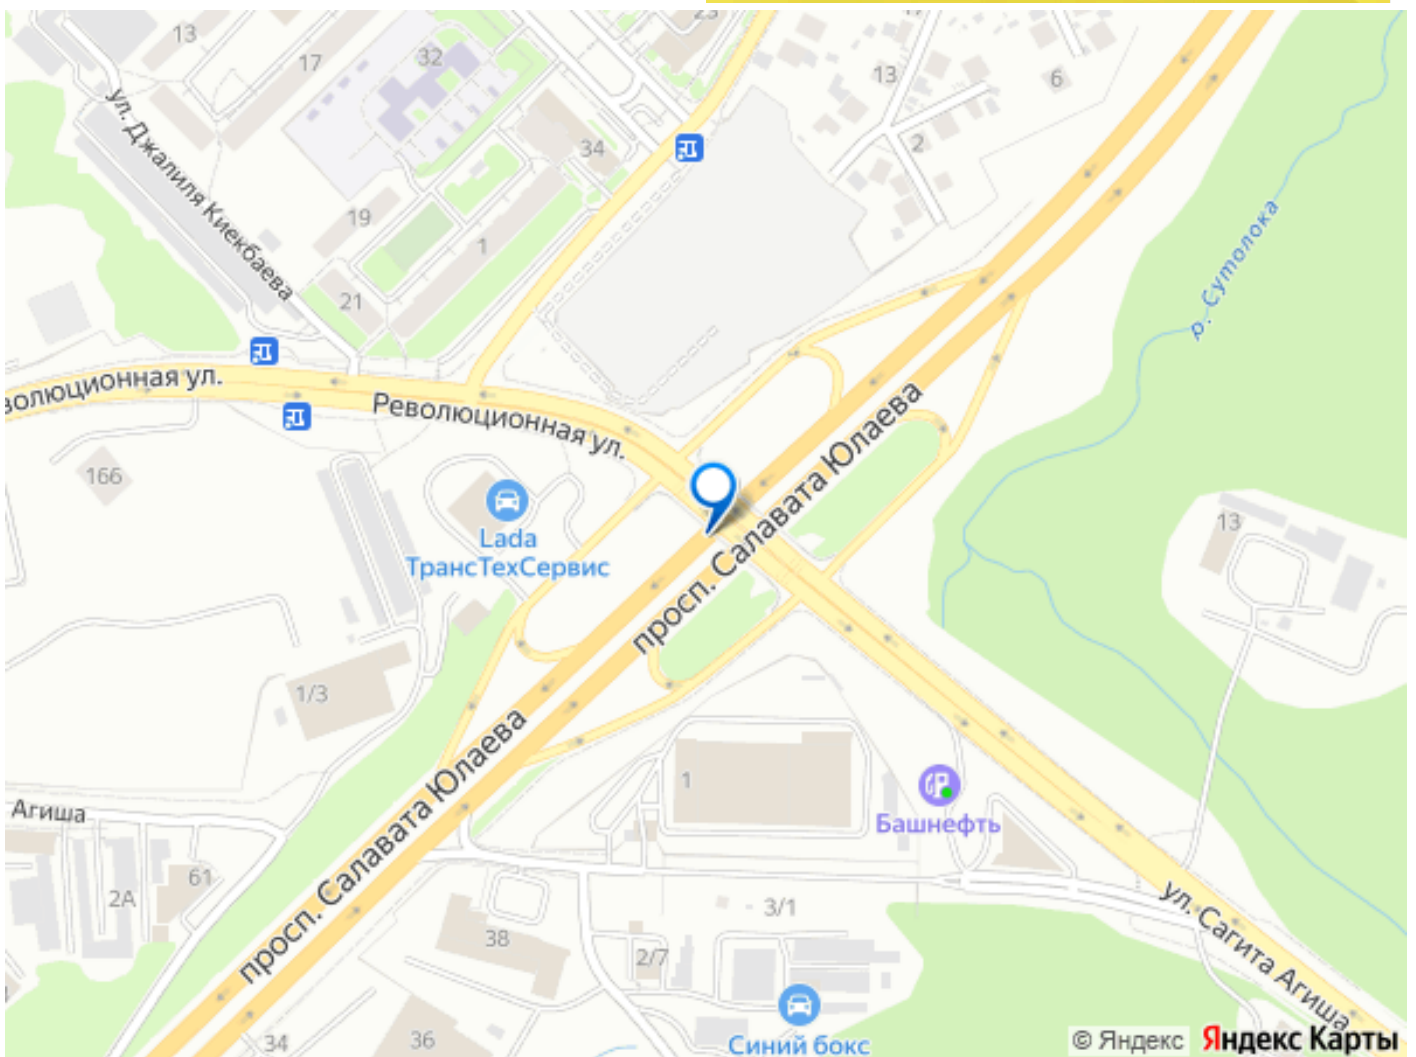 23
13
17
32
13
6
ул. Джалиля Киекбаева
34
2
19
1
21
р. Сутолока
волюционная ул.
Революционная ул.
просп. Салавата Юлаева
166
Lada
ТрансТехСервис
13
1/3
просп. Салавата Юлаева
1
Агиша
Башнефть
61
2А
3/1
ул. Сагита Агиша
38
2/7
34
36
Синий бокс
© Яндекс Яндекс Карты